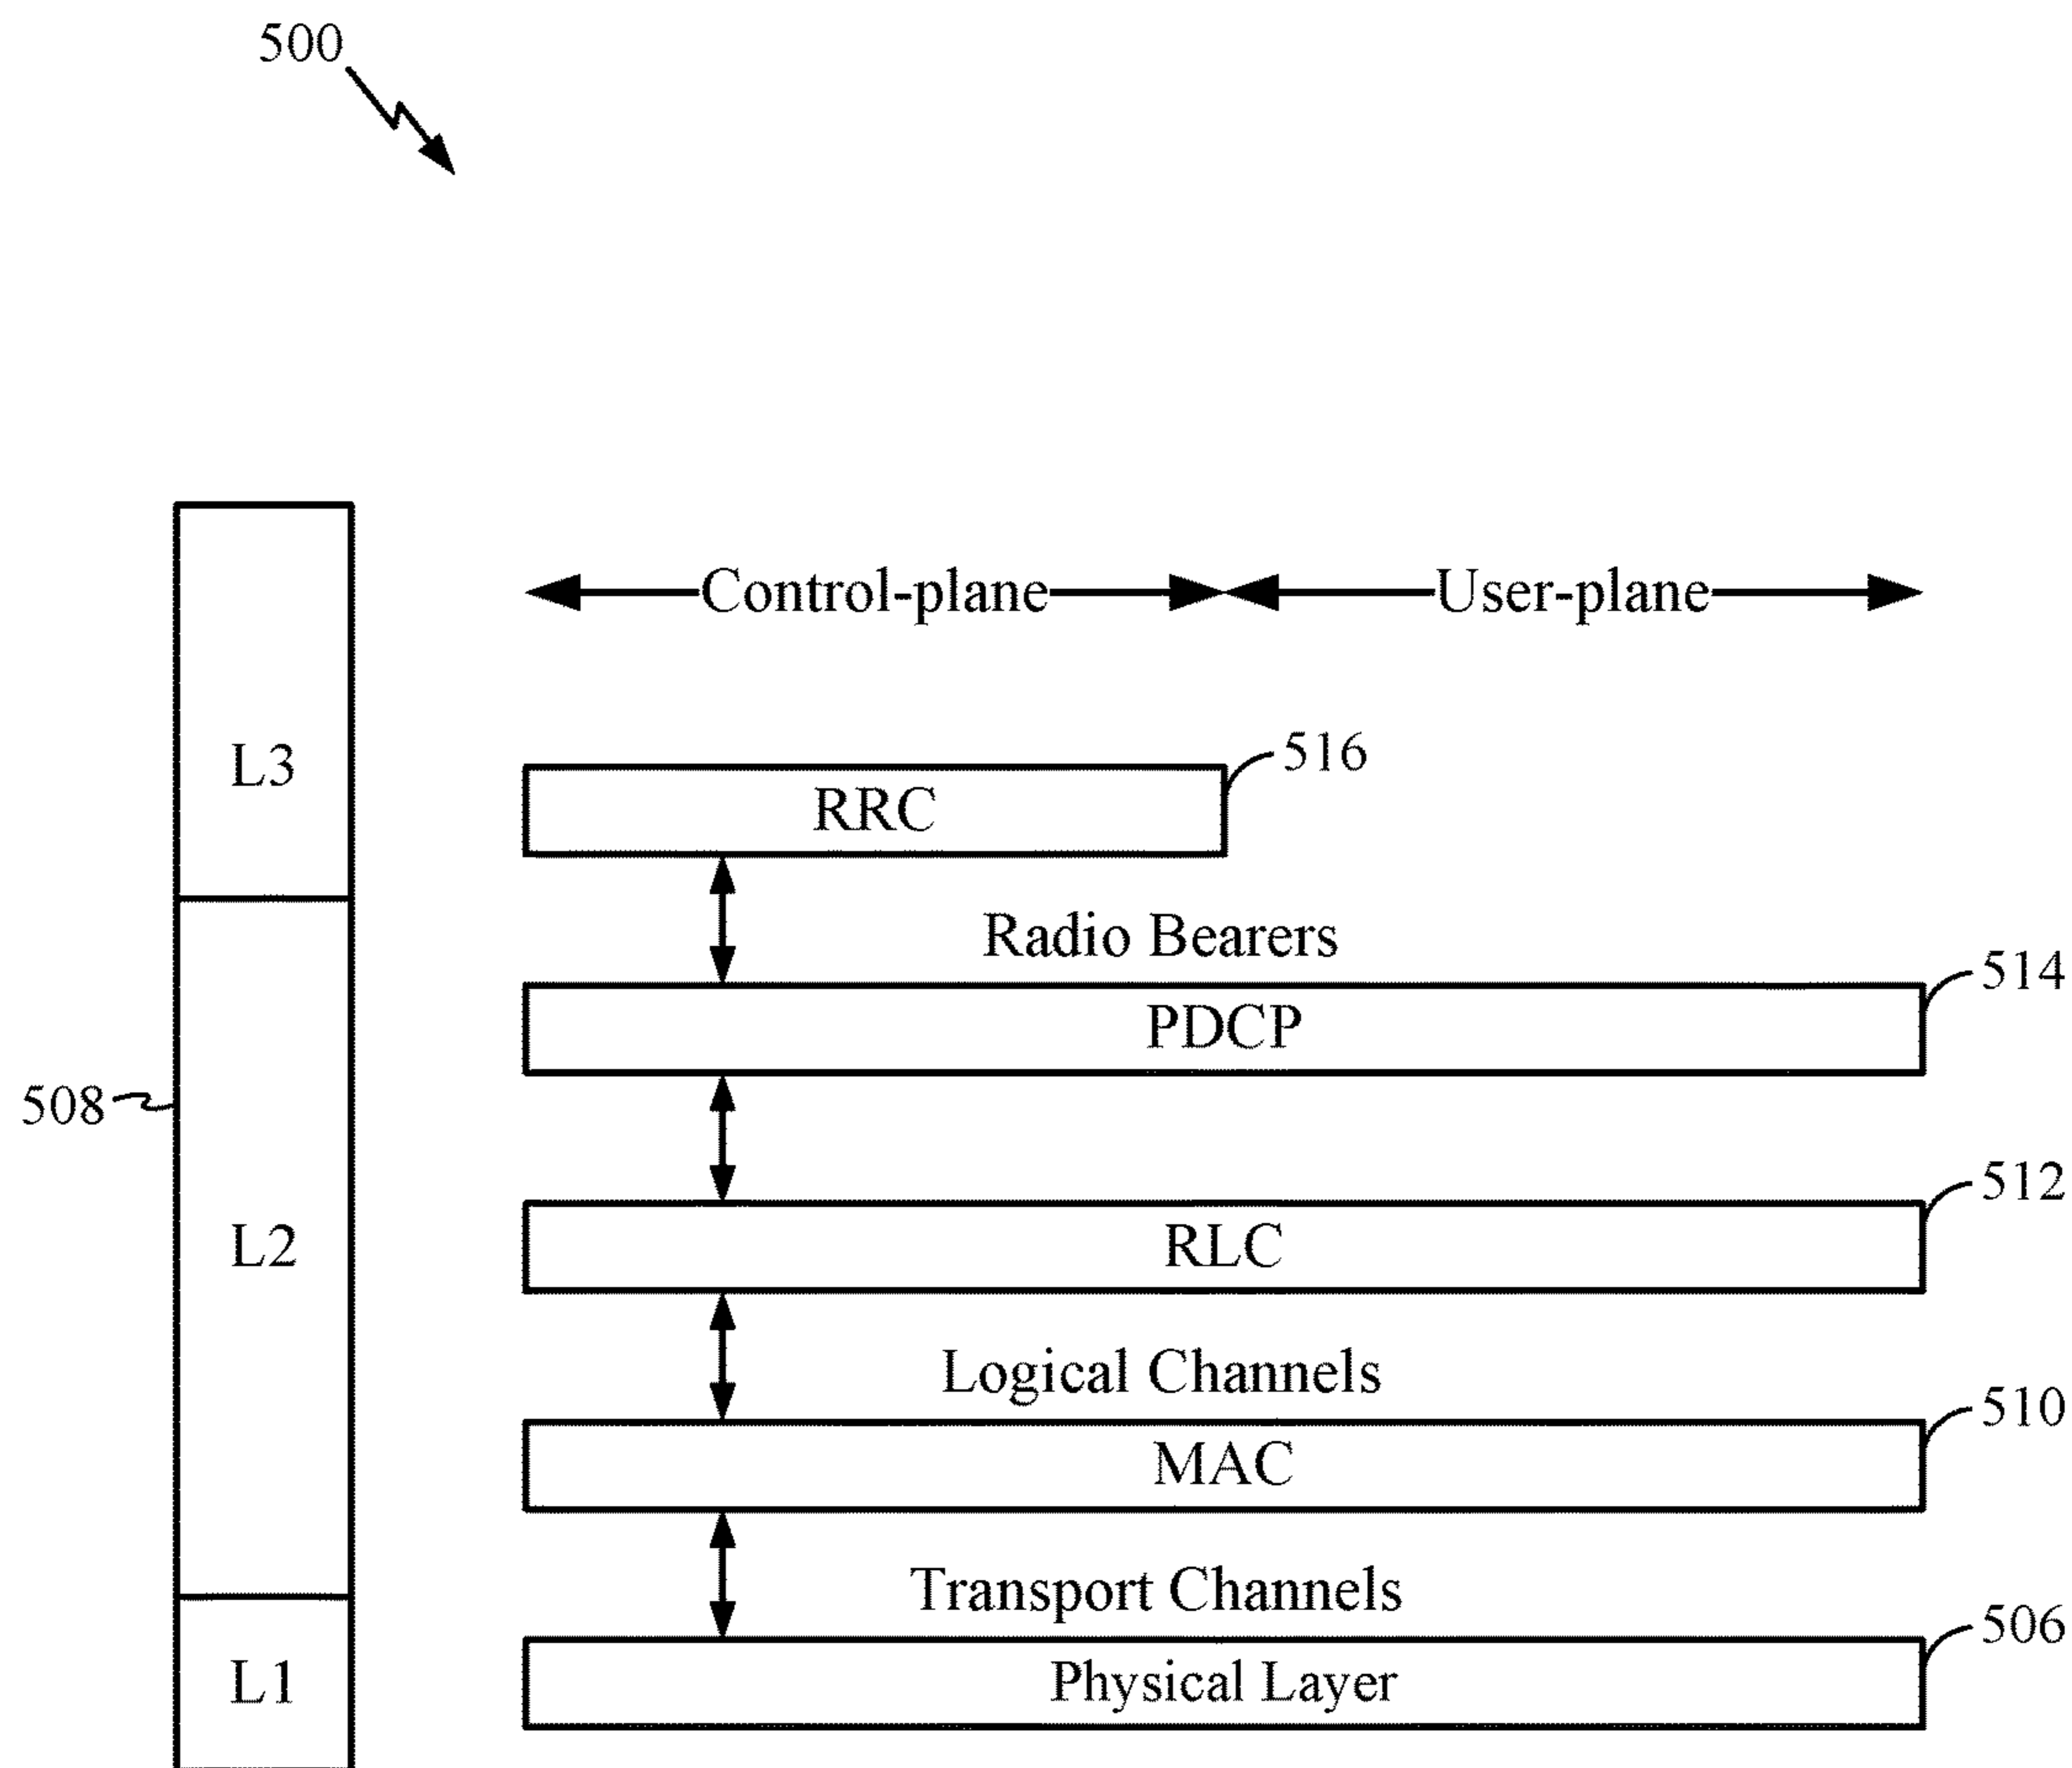 500
Control-plane User-plane
L3
516
RRC
Radio Bearers
514
PDCP
508
512
L2
RLC
Logical Channels
510
MAC
Transport Channels
506
L1
Physical Layer